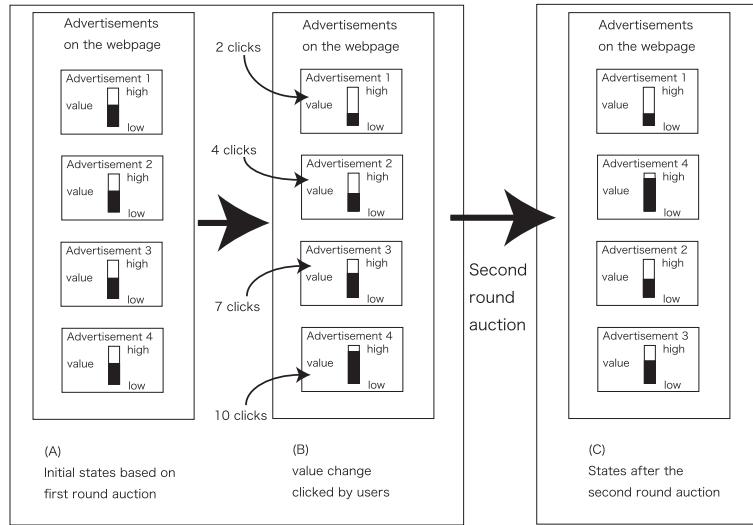 Advertisements
on the webpage
Advertisement 1
high
value
low
Advertisement 2
high
value
low
Advertisement 3
high
value
low
Advertisement 4
high
value
low
(A)
Initial states based on
first round auction
2 clicks
4 clicks
7 clicks
10 clicks
Advertisements
on the webpage
Advertisement 1
high
value
low
Advertisement 2
high
value
low
Advertisement 3
high
value
low
Advertisement 4
high
value
low
(B)
value change
clicked by users
Second
round
auction
Advertisements
on the webpage
Advertisement 1
high
value
low
Advertisement 4
high
value
low
Advertisement 2
high
value
low
Advertisement 3
high
value
low
(C)
States after the
second round auction